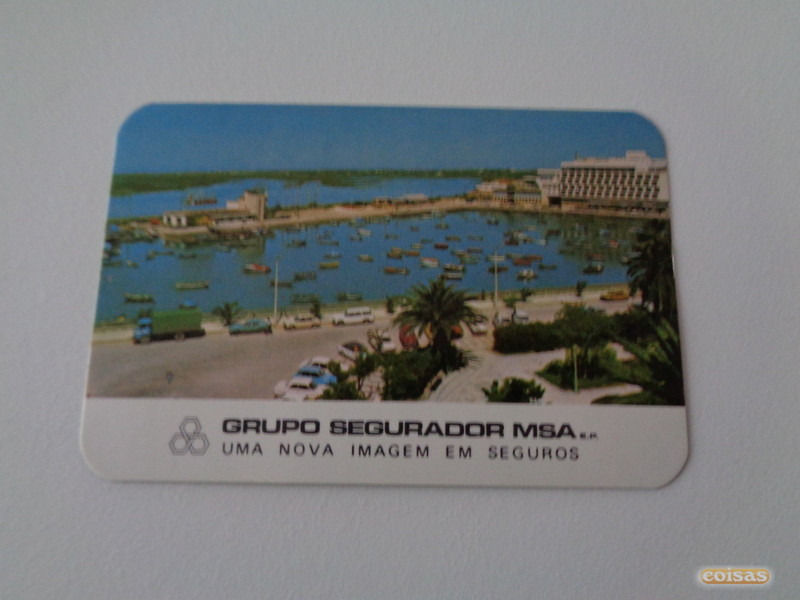 GRUPO SEGURADOR MSA E.P.
UMA NOVA IMAGEM EM SEGUROS
coisas